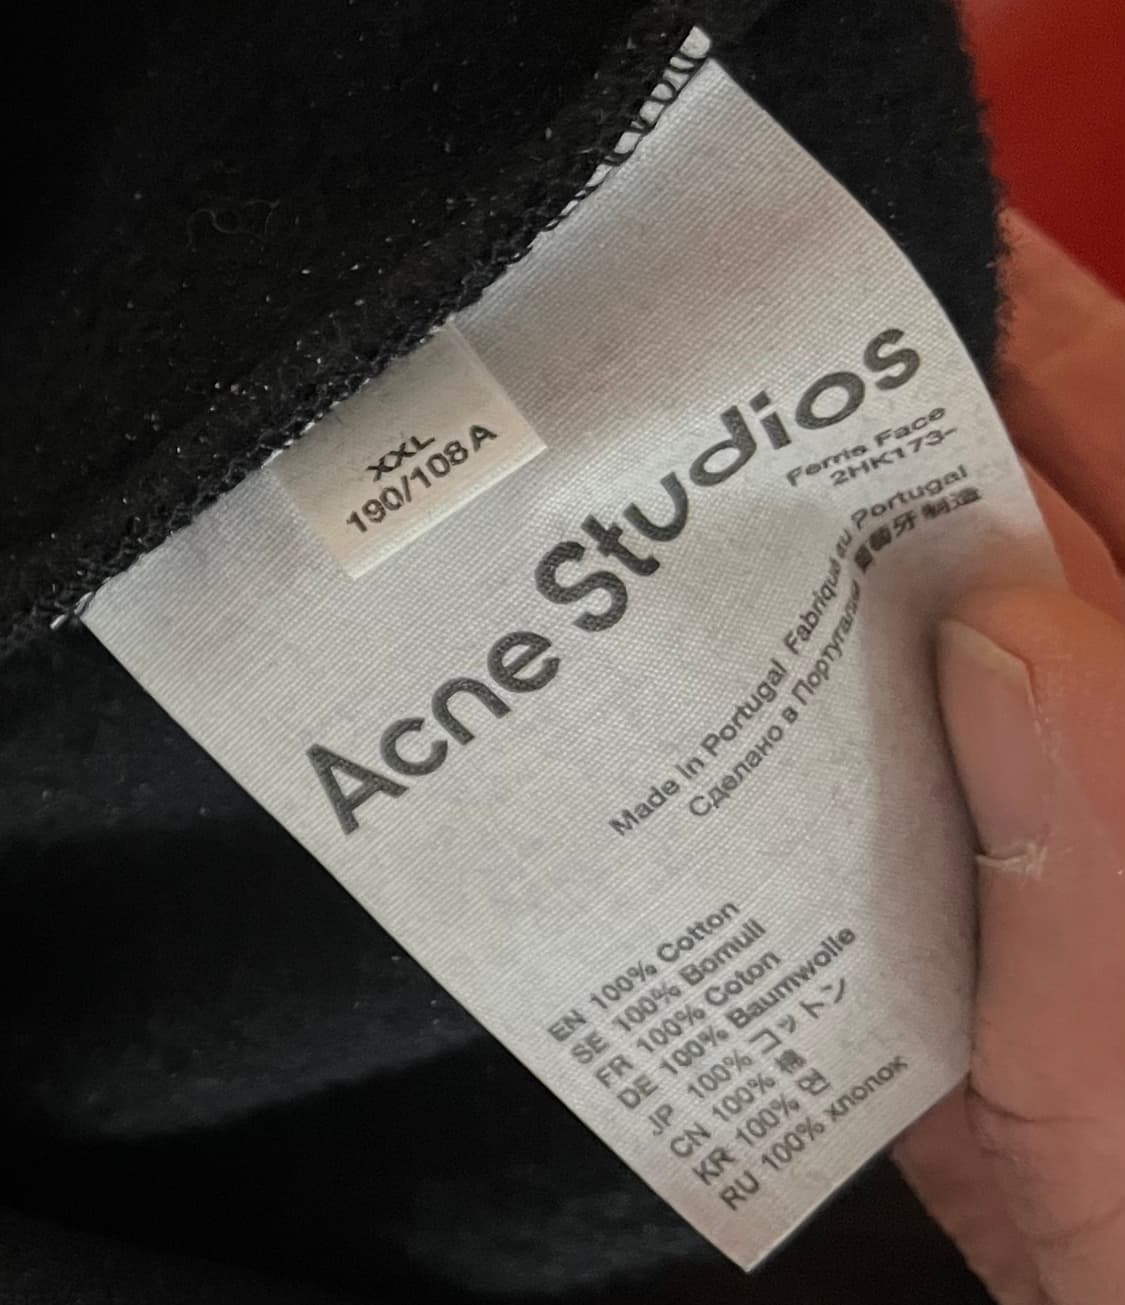 XXL
190/108A
Acne Studios
Ferris Face
2HK173-
Made in Portugal Fabriqué au Portugal
Сделано в Португалии 葡萄牙制造
EN 100% Cotton
SE 100% Bomull
FR 100% Coton
DE 100% Baumwolle
JP 100% コットン
CN 100% 棉
KR 100% 면
RU 100% хлопок